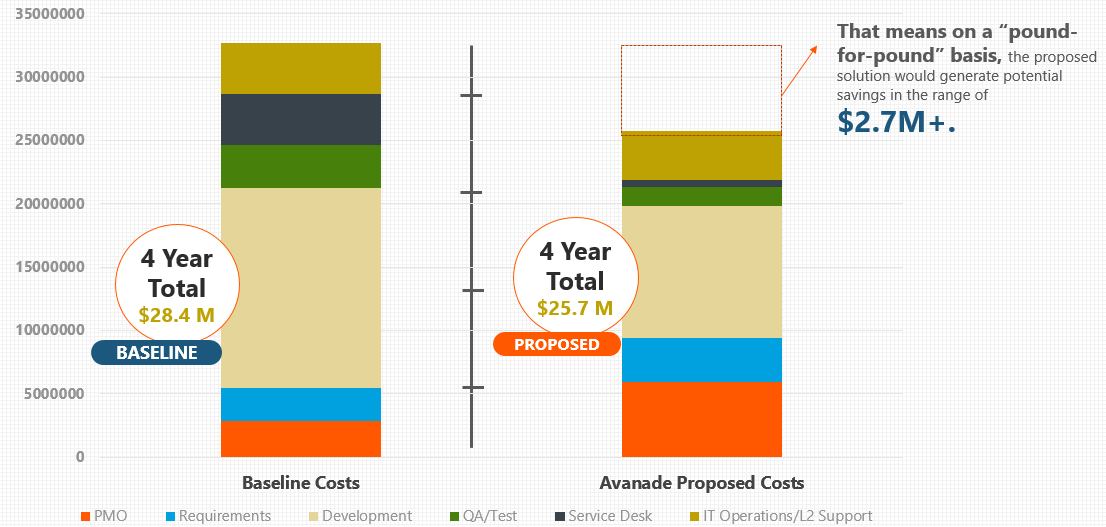 35000000
30000000
25000000
20000000
15000000
10000000
5000000
0
4 Year
Total
$28.4 M
BASELINE
4 Year
Total
$25.7 M
PROPOSED
That means on a “pound-
for-pound” basis, the proposed
solution would generate potential
savings in the range of
$2.7M+.
Baseline Costs
Avanade Proposed Costs
PMO
Requirements
Development
QA/Test
Service Desk
IT Operations/L2 Support